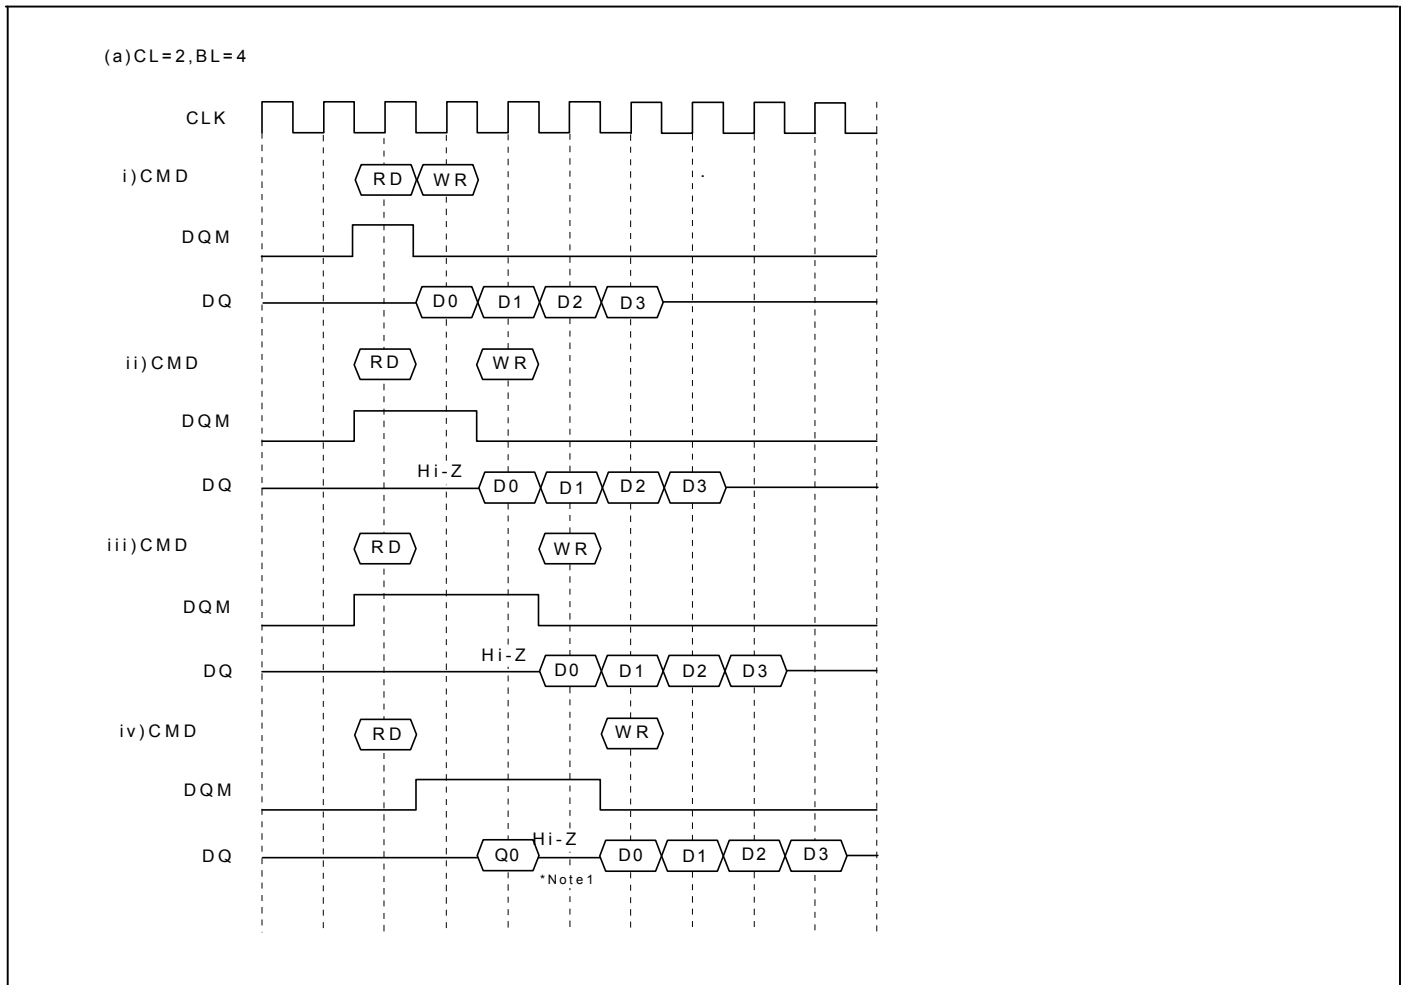 (a)CL=2,BL=4
CLK
i)CMD RD WR
DQM
DQ D0 D1 D2 D3
ii)CMD RD WR
DQM
Hi-Z
DQ D0 D1 D2 D3
iii)CMD RD WR
DQM
Hi-Z
DQ D0 D1 D2 D3
iv)CMD RD WR
DQM
Hi-Z
DQ Q0 D0 D1 D2 D3
*Note1